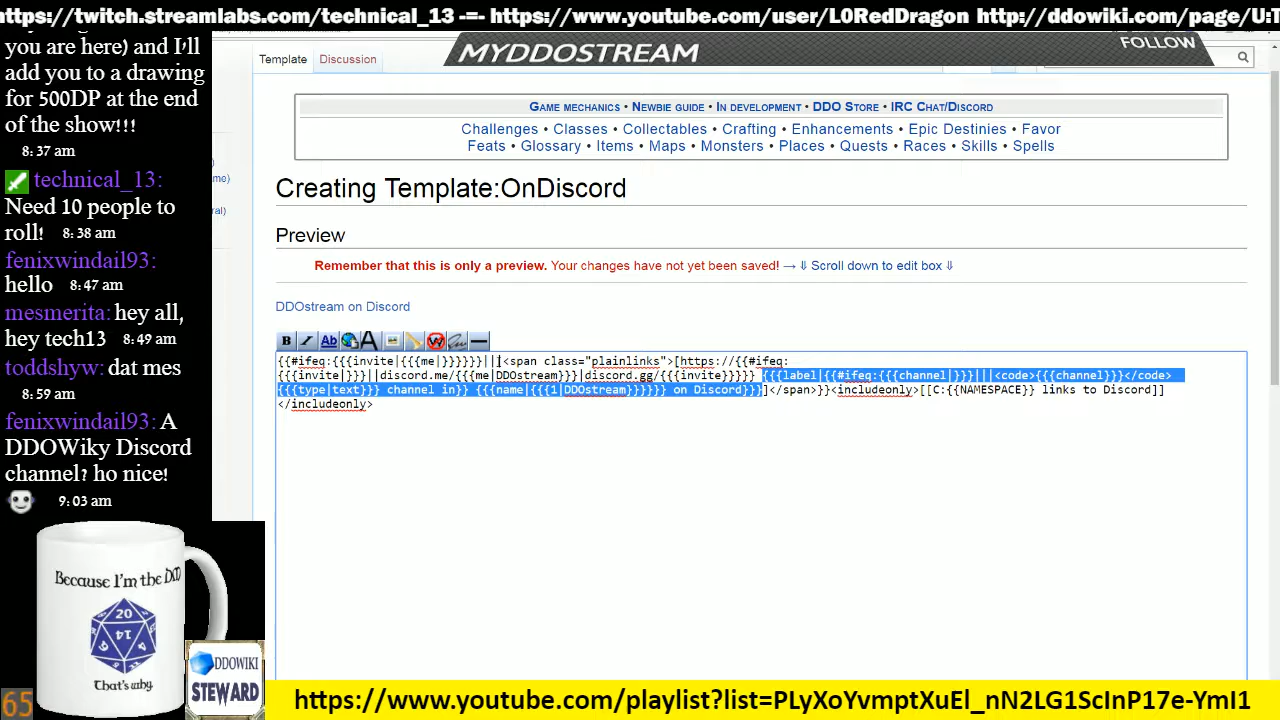 https://twitch.streamlabs.com/technical_13 -=- https://www.youtube.com/user/L0RedDragon http://ddowiki.com/page/U:T
you are here) and I'll
add you to a drawing
for 500DP at the end
of the show!!!
8:37 am
technical_13:
Need 10 people to
roll! 8:38 am
fenixwindail93:
hello 8:47 am
mesmerita: hey all,
hey tech13 8:49 am
toddshyw: dat mes
8:59 am
fenixwindail93: A
DDOWiky Discord
channel? ho nice!
9:03 am
Because I'm the DM
20
14
That's why.
DDOWIKI
STEWARD
65
me)
ral)
Template
Discussion
MYDDOSTREAM
FOLLOW
Game mechanics • Newbie guide • In development • DDO Store • IRC Chat/Discord
Challenges • Classes • Collectables • Crafting • Enhancements • Epic Destinies • Favor
Feats • Glossary • Items • Maps • Monsters • Places • Quests • Races • Skills • Spells
Creating Template:OnDiscord
Preview
Remember that this is only a preview. Your changes have not yet been saved! → ⇓ Scroll down to edit box ⇓
DDOstream on Discord
B I Ab A W
{{#ifeq:{{{invite|{{{me|}}}}}}|||<span class="plainlinks">[https://{{#ifeq:
{{{invite|}}}||discord.me/{{{me|DDOstream}}}|discord.gg/{{{invite}}}}} {{{label|{{#ifeq:{{{channel|}}}|||<code>{{{channel}}}</code>
{{{type|text}}} channel in}} {{{name|{{{1|DDOstream}}}}}} on Discord}}}]</span>}}<includeonly>[[C:{{NAMESPACE}} links to Discord]]
</includeonly>
https://www.youtube.com/playlist?list=PLyXoYvmptXuEl_nN2LG1ScInP17e-YmI1